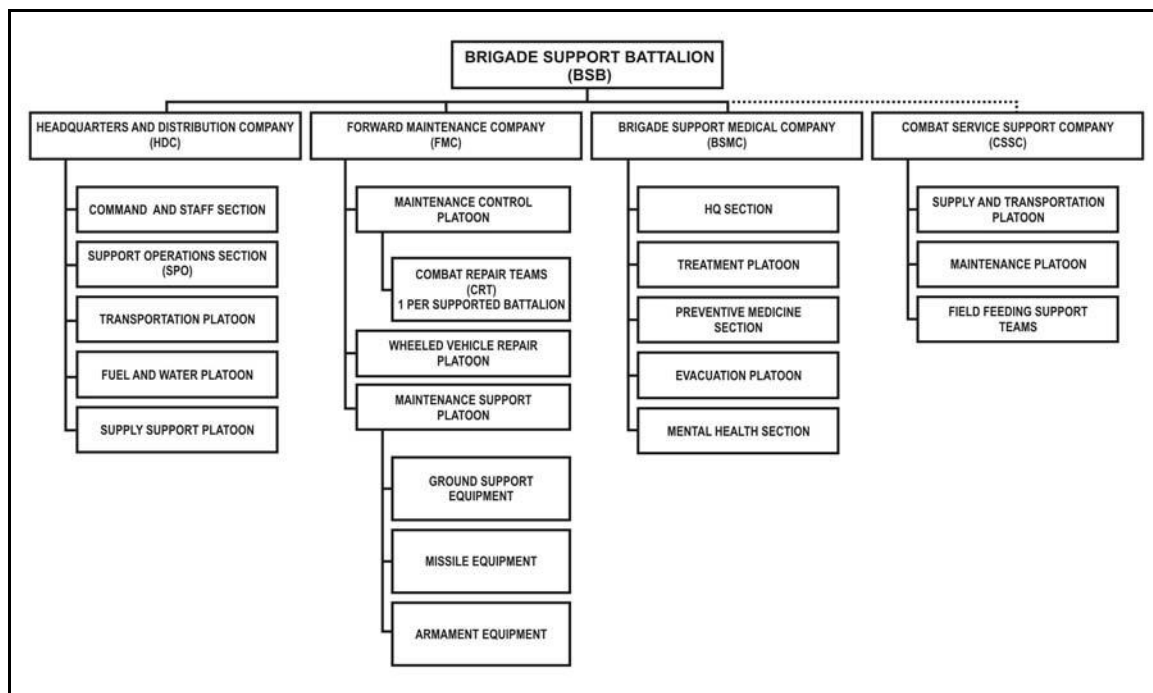 BRIGADE SUPPORT BATTALION
(BSB)
HEADQUARTERS AND DISTRIBUTION COMPANY
(HDC)
COMMAND AND STAFF SECTION
SUPPORT OPERATIONS SECTION
(SPO)
TRANSPORTATION PLATOON
FUEL AND WATER PLATOON
SUPPLY SUPPORT PLATOON
FORWARD MAINTENANCE COMPANY
(FMC)
MAINTENANCE CONTROL
PLATOON
COMBAT REPAIR TEAMS
(CRT)
1 PER SUPPORTED BATTALION
WHEELED VEHICLE REPAIR
PLATOON
MAINTENANCE SUPPORT
PLATOON
GROUND SUPPORT
EQUIPMENT
MISSILE EQUIPMENT
ARMAMENT EQUIPMENT
BRIGADE SUPPORT MEDICAL COMPANY
(BSMC)
HQ SECTION
TREATMENT PLATOON
PREVENTIVE MEDICINE
SECTION
EVACUATION PLATOON
MENTAL HEALTH SECTION
COMBAT SERVICE SUPPORT COMPANY
(CSSC)
SUPPLY AND TRANSPORTATION
PLATOON
MAINTENANCE PLATOON
FIELD FEEDING SUPPORT
TEAMS